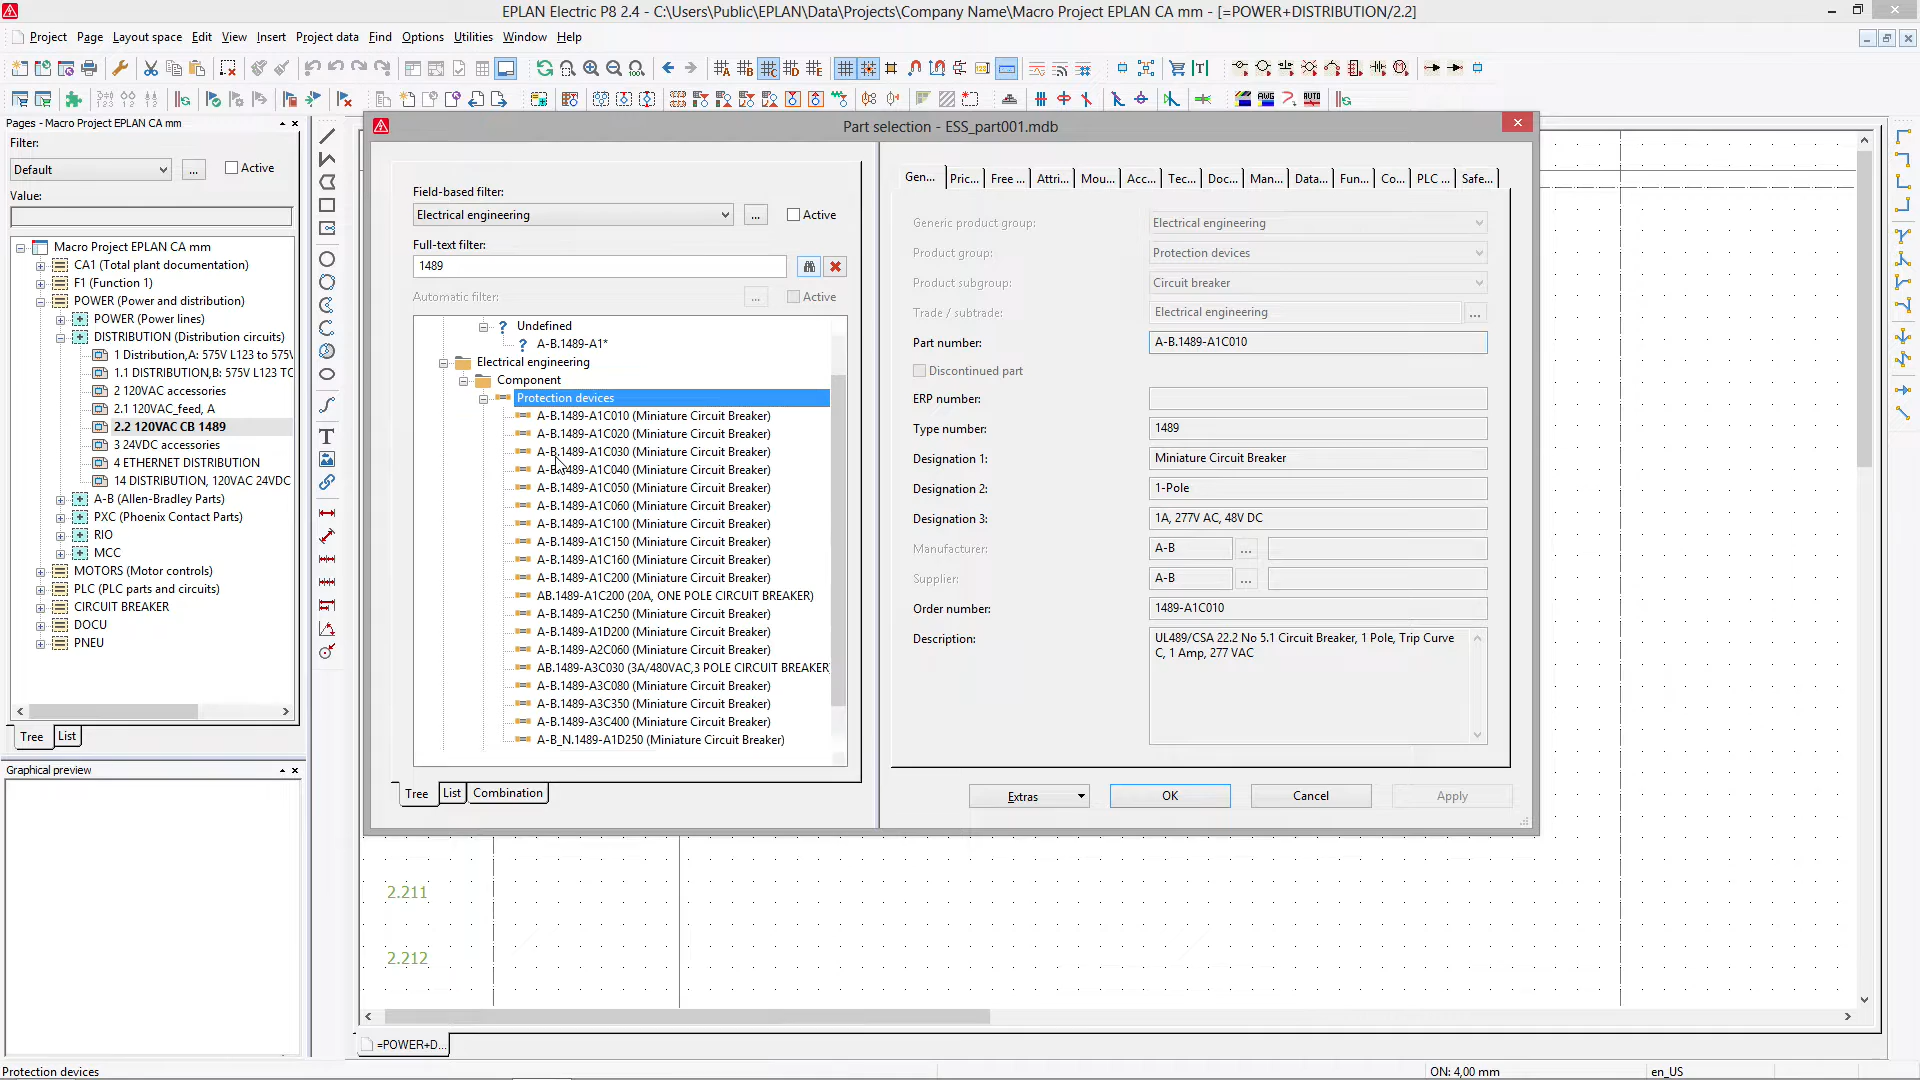 EPLAN Electric P8 2.4 - C:\Users\Public\EPLAN\Data\Projects\Company Name\Macro Project EPLAN CA mm - [=POWER+DISTRIBUTION/2.2]
Project Page Layout space Edit View Insert Project data Find Options Utilities Window Help
Pages - Macro Project EPLAN CA mm
Filter:
Default
...
Active
Value:
Macro Project EPLAN CA mm
CA1 (Total plant documentation)
F1 (Function 1)
POWER (Power and distribution)
POWER (Power lines)
DISTRIBUTION (Distribution circuits)
1 Distribution,A: 575V L123 to 575V
1.1 DISTRIBUTION,B: 575V L123 TC
2 120VAC accessories
2.1 120VAC_feed, A
2.2 120VAC CB 1489
3 24VDC accessories
4 ETHERNET DISTRIBUTION
14 DISTRIBUTION, 120VAC 24VDC
A-B (Allen-Bradley Parts)
PXC (Phoenix Contact Parts)
RIO
MCC
MOTORS (Motor controls)
PLC (PLC parts and circuits)
CIRCUIT BREAKER
DOCU
PNEU
Tree List
Graphical preview
Part selection - ESS_part001.mdb
Field-based filter:
Electrical engineering
...
Active
Full-text filter:
1489
Automatic filter:
...
Active
Undefined
A-B.1489-A1*
Electrical engineering
Component
Protection devices
A-B.1489-A1C010 (Miniature Circuit Breaker)
A-B.1489-A1C020 (Miniature Circuit Breaker)
A-B.1489-A1C030 (Miniature Circuit Breaker)
A-B.1489-A1C040 (Miniature Circuit Breaker)
A-B.1489-A1C050 (Miniature Circuit Breaker)
A-B.1489-A1C060 (Miniature Circuit Breaker)
A-B.1489-A1C100 (Miniature Circuit Breaker)
A-B.1489-A1C150 (Miniature Circuit Breaker)
A-B.1489-A1C160 (Miniature Circuit Breaker)
A-B.1489-A1C200 (Miniature Circuit Breaker)
AB.1489-A1C200 (20A, ONE POLE CIRCUIT BREAKER)
A-B.1489-A1C250 (Miniature Circuit Breaker)
A-B.1489-A1D200 (Miniature Circuit Breaker)
A-B.1489-A2C060 (Miniature Circuit Breaker)
AB.1489-A3C030 (3A/480VAC,3 POLE CIRCUIT BREAKER
A-B.1489-A3C080 (Miniature Circuit Breaker)
A-B.1489-A3C350 (Miniature Circuit Breaker)
A-B.1489-A3C400 (Miniature Circuit Breaker)
A-B_N.1489-A1D250 (Miniature Circuit Breaker)
Tree List Combination
Gen... Pric... Free ... Attri... Mou... Acc... Tec... Doc... Man... Data... Fun... Co... PLC ... Safe...
Generic product group: Electrical engineering
Product group: Protection devices
Product subgroup: Circuit breaker
Trade / subtrade: Electrical engineering ...
Part number: A-B.1489-A1C010
Discontinued part
ERP number:
Type number: 1489
Designation 1: Miniature Circuit Breaker
Designation 2: 1-Pole
Designation 3: 1A, 277V AC, 48V DC
Manufacturer: A-B ...
Supplier: A-B ...
Order number: 1489-A1C010
Description: UL489/CSA 22.2 No 5.1 Circuit Breaker, 1 Pole, Trip Curve
C, 1 Amp, 277 VAC
Extras OK Cancel Apply
2.211
2.212
=POWER+D...
Protection devices
ON: 4,00 mm
en_US